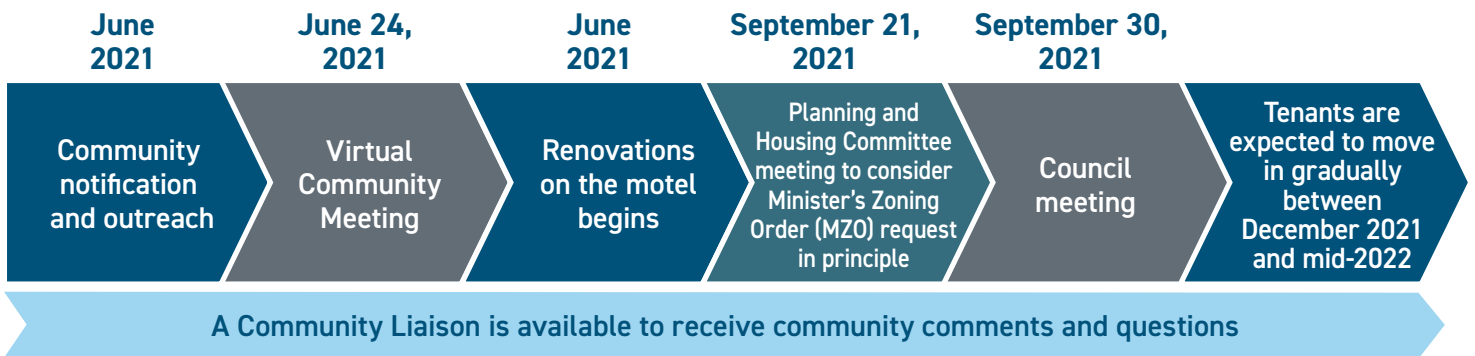 June
2021
Community
notification
and outreach
June 24,
2021
Virtual
Community
Meeting
June
2021
Renovations
on the motel
begins
September 21,
2021
Planning and
Housing Committee
meeting to consider
Minister's Zoning
Order (MZO) request
in principle
September 30,
2021
Council
meeting
Tenants are
expected to move
in gradually
between
December 2021
and mid-2022
A Community Liaison is available to receive community comments and questions